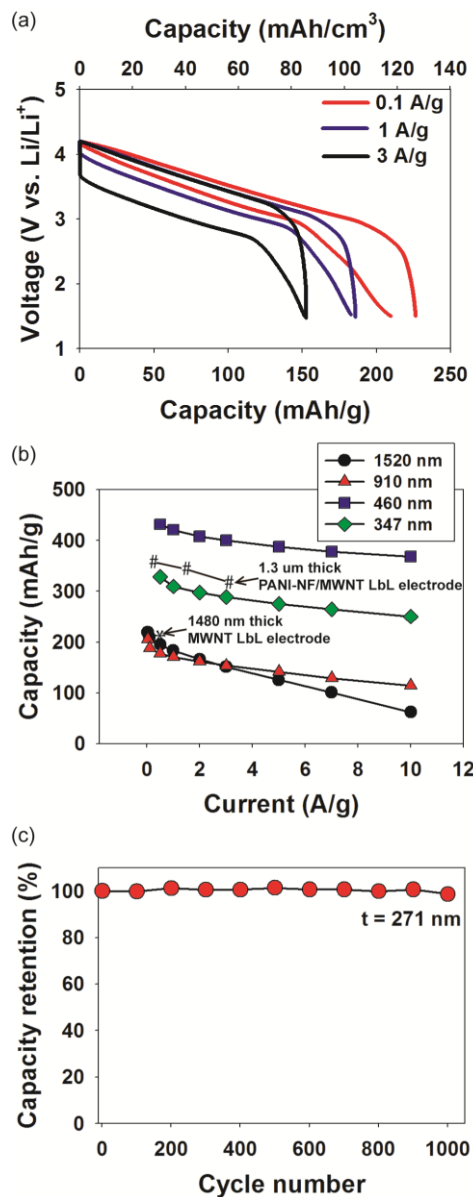 (a)
Capacity (mAh/cm³)
0 20 40 60 80 100 120 140
5
4
3
2
1
Voltage (V vs. Li/Li⁺)
0.1 A/g
1 A/g
3 A/g
0 50 100 150 200 250
Capacity (mAh/g)
(b)
1520 nm
910 nm
460 nm
347 nm
500
400
300
200
100
0
Capacity (mAh/g)
# # #
1.3 um thick
PANI-NF/MWNT LbL electrode
1480 nm thick
MWNT LbL electrode
0 2 4 6 8 10 12
Current (A/g)
(c)
100
80
60
40
20
0
Capacity retention (%)
t = 271 nm
0 200 400 600 800 1000
Cycle number